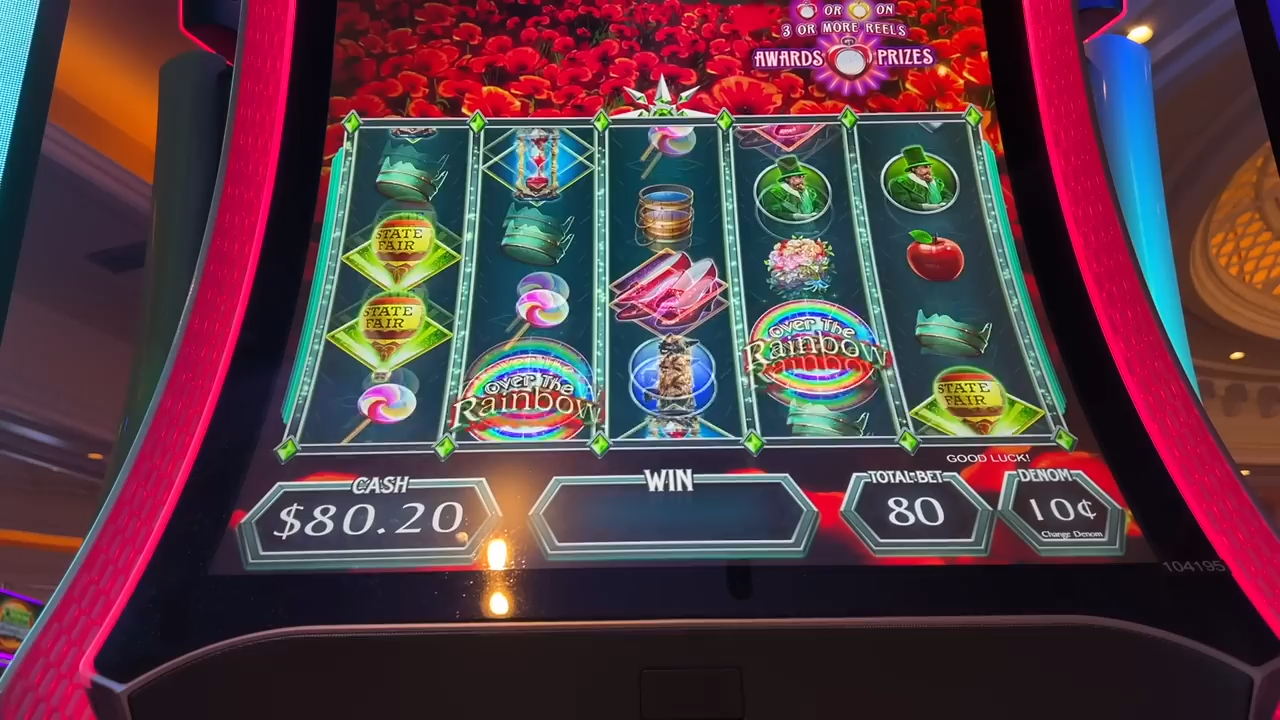 OR ON
3 OR MORE REELS
AWARDS PRIZES
STATE
FAIR
STATE
FAIR
OVER THE
Rainbow
OVER THE
Rainbow
STATE
FAIR
GOOD LUCK!
CASH
$80.20
WIN
TOTAL BET
80
DENOM
10¢
Change Denom
104195